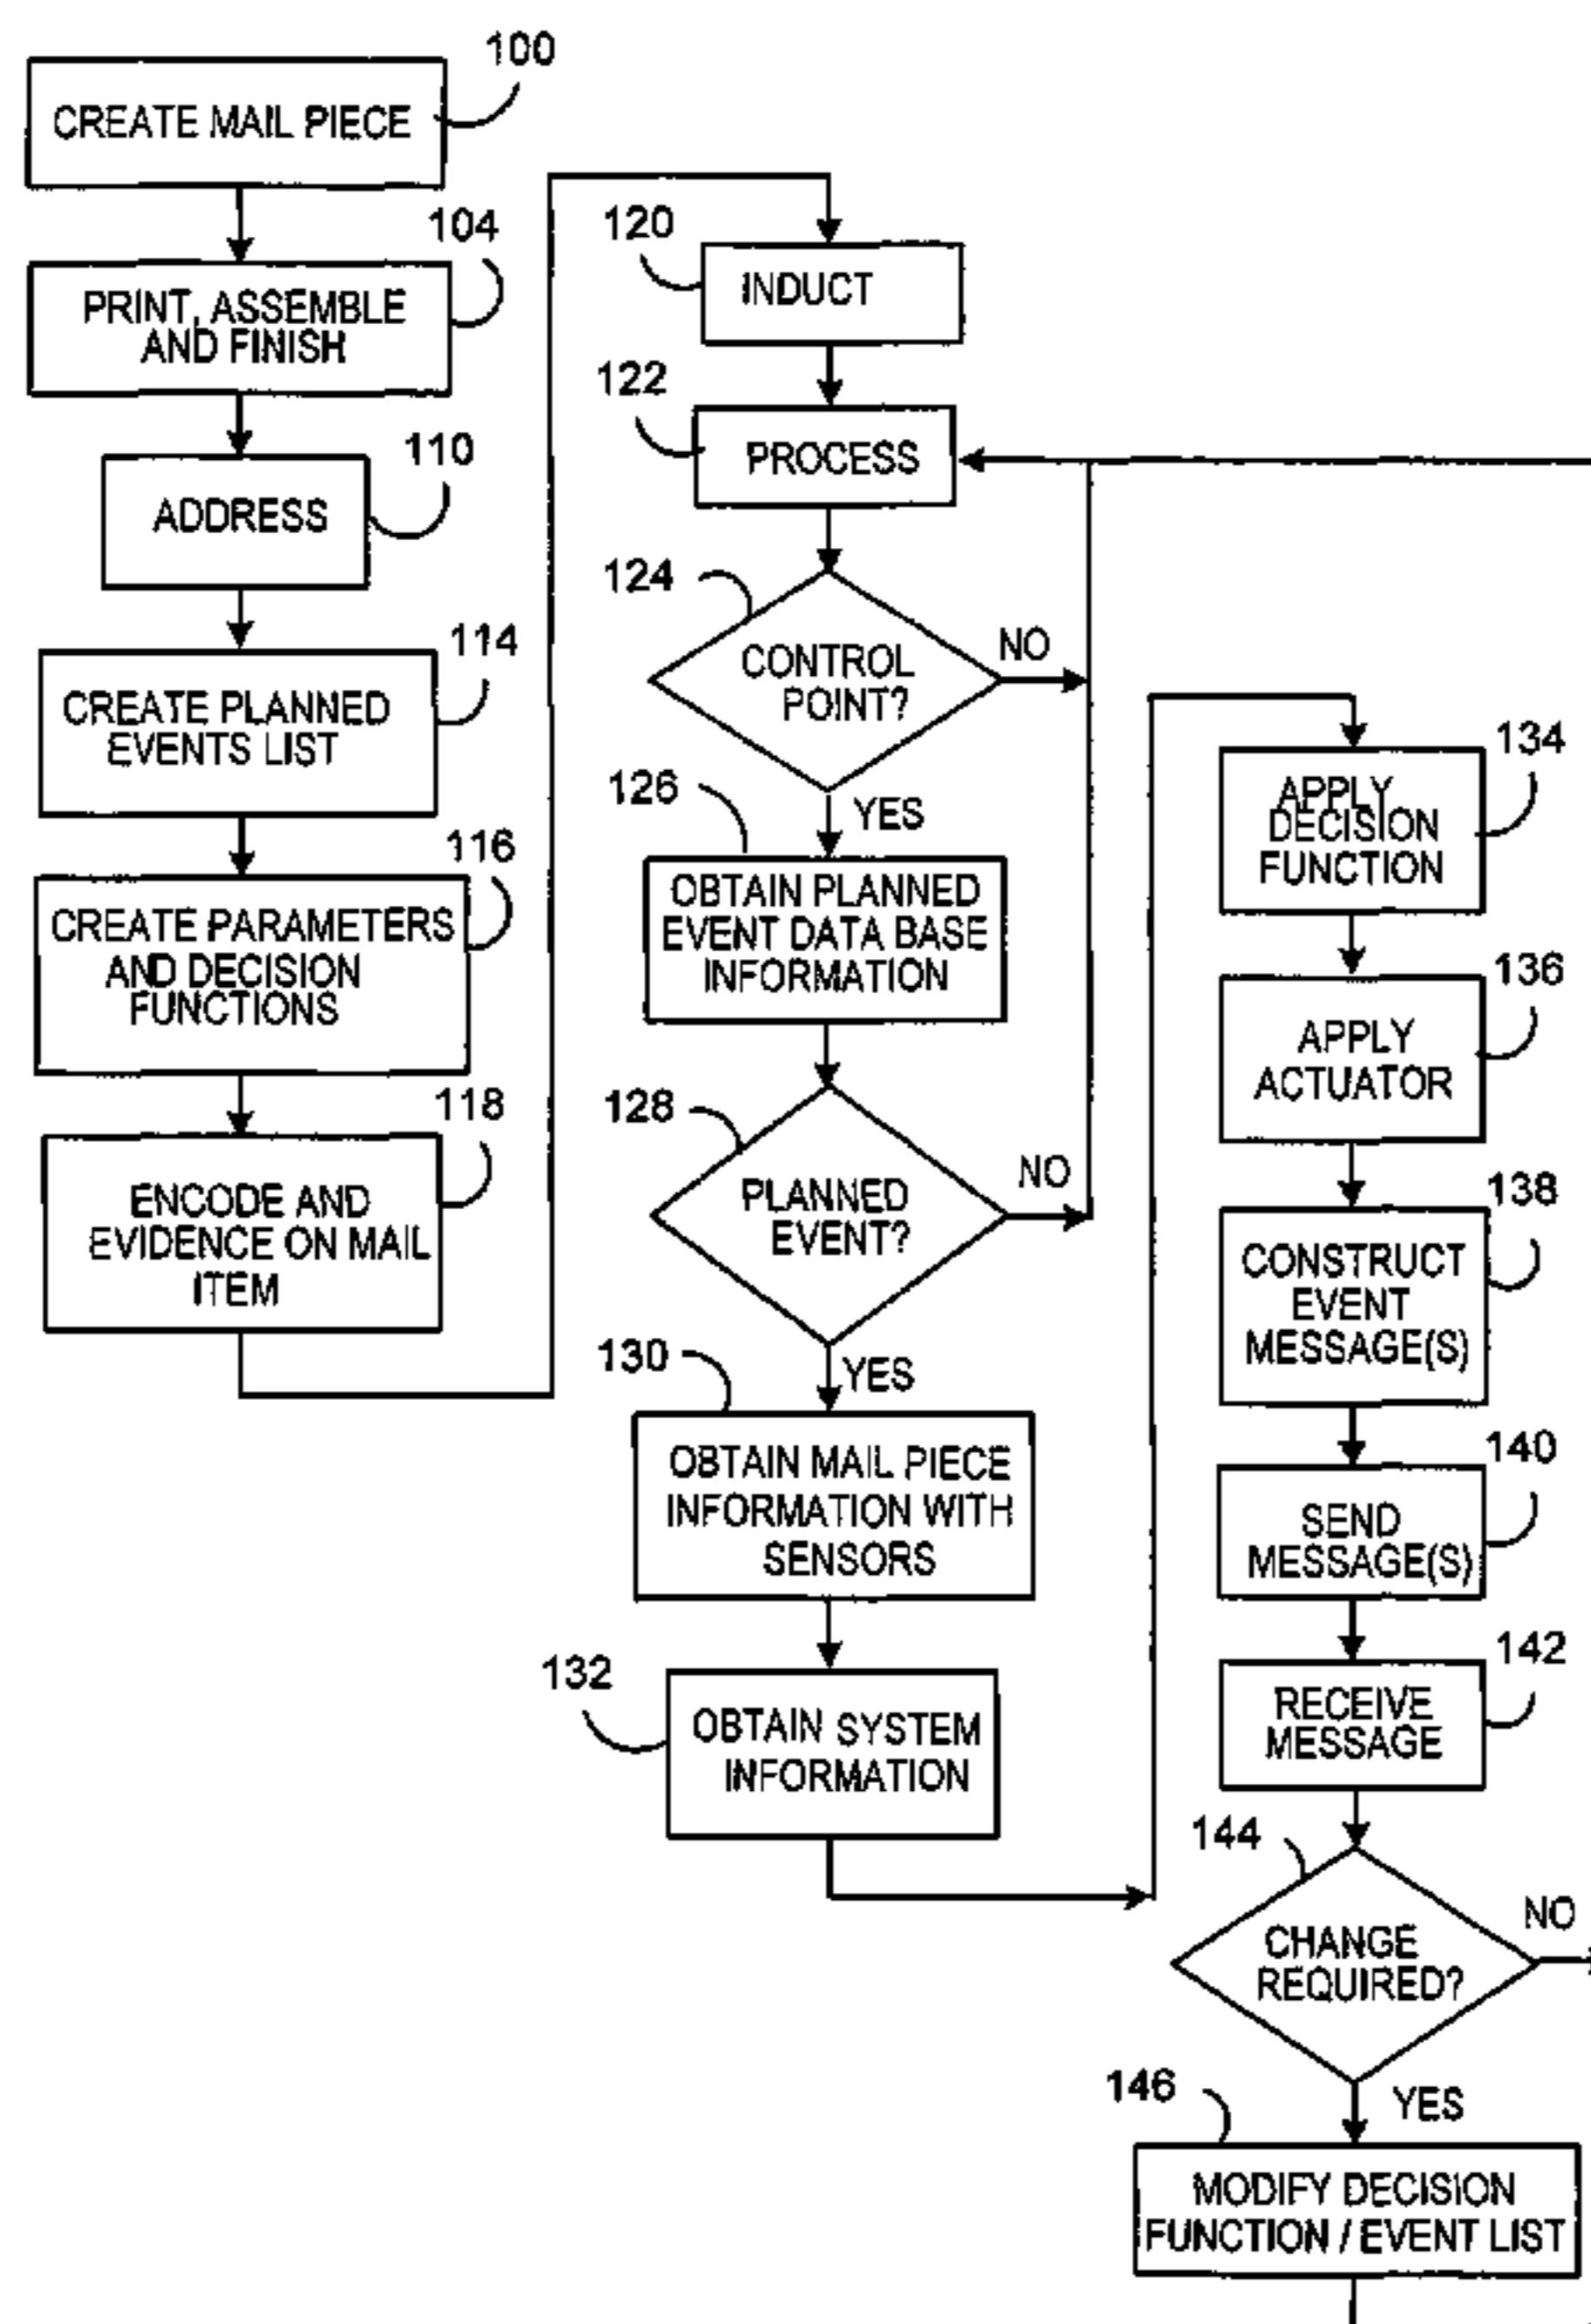 100
CREATE MAIL PIECE
104
PRINT, ASSEMBLE
AND FINISH
110
ADDRESS
114
CREATE PLANNED
EVENTS LIST
116
CREATE PARAMETERS
AND DECISION
FUNCTIONS
118
ENCODE AND
EVIDENCE ON MAIL
ITEM
120
INDUCT
122
PROCESS
124
CONTROL
POINT?
NO
YES
126
OBTAIN PLANNED
EVENT DATA BASE
INFORMATION
128
PLANNED
EVENT?
NO
YES
130
OBTAIN MAIL PIECE
INFORMATION WITH
SENSORS
132
OBTAIN SYSTEM
INFORMATION
134
APPLY
DECISION
FUNCTION
136
APPLY
ACTUATOR
138
CONSTRUCT
EVENT
MESSAGE(S)
140
SEND
MESSAGE(S)
142
RECEIVE
MESSAGE
144
CHANGE
REQUIRED?
NO
YES
146
MODIFY DECISION
FUNCTION / EVENT LIST